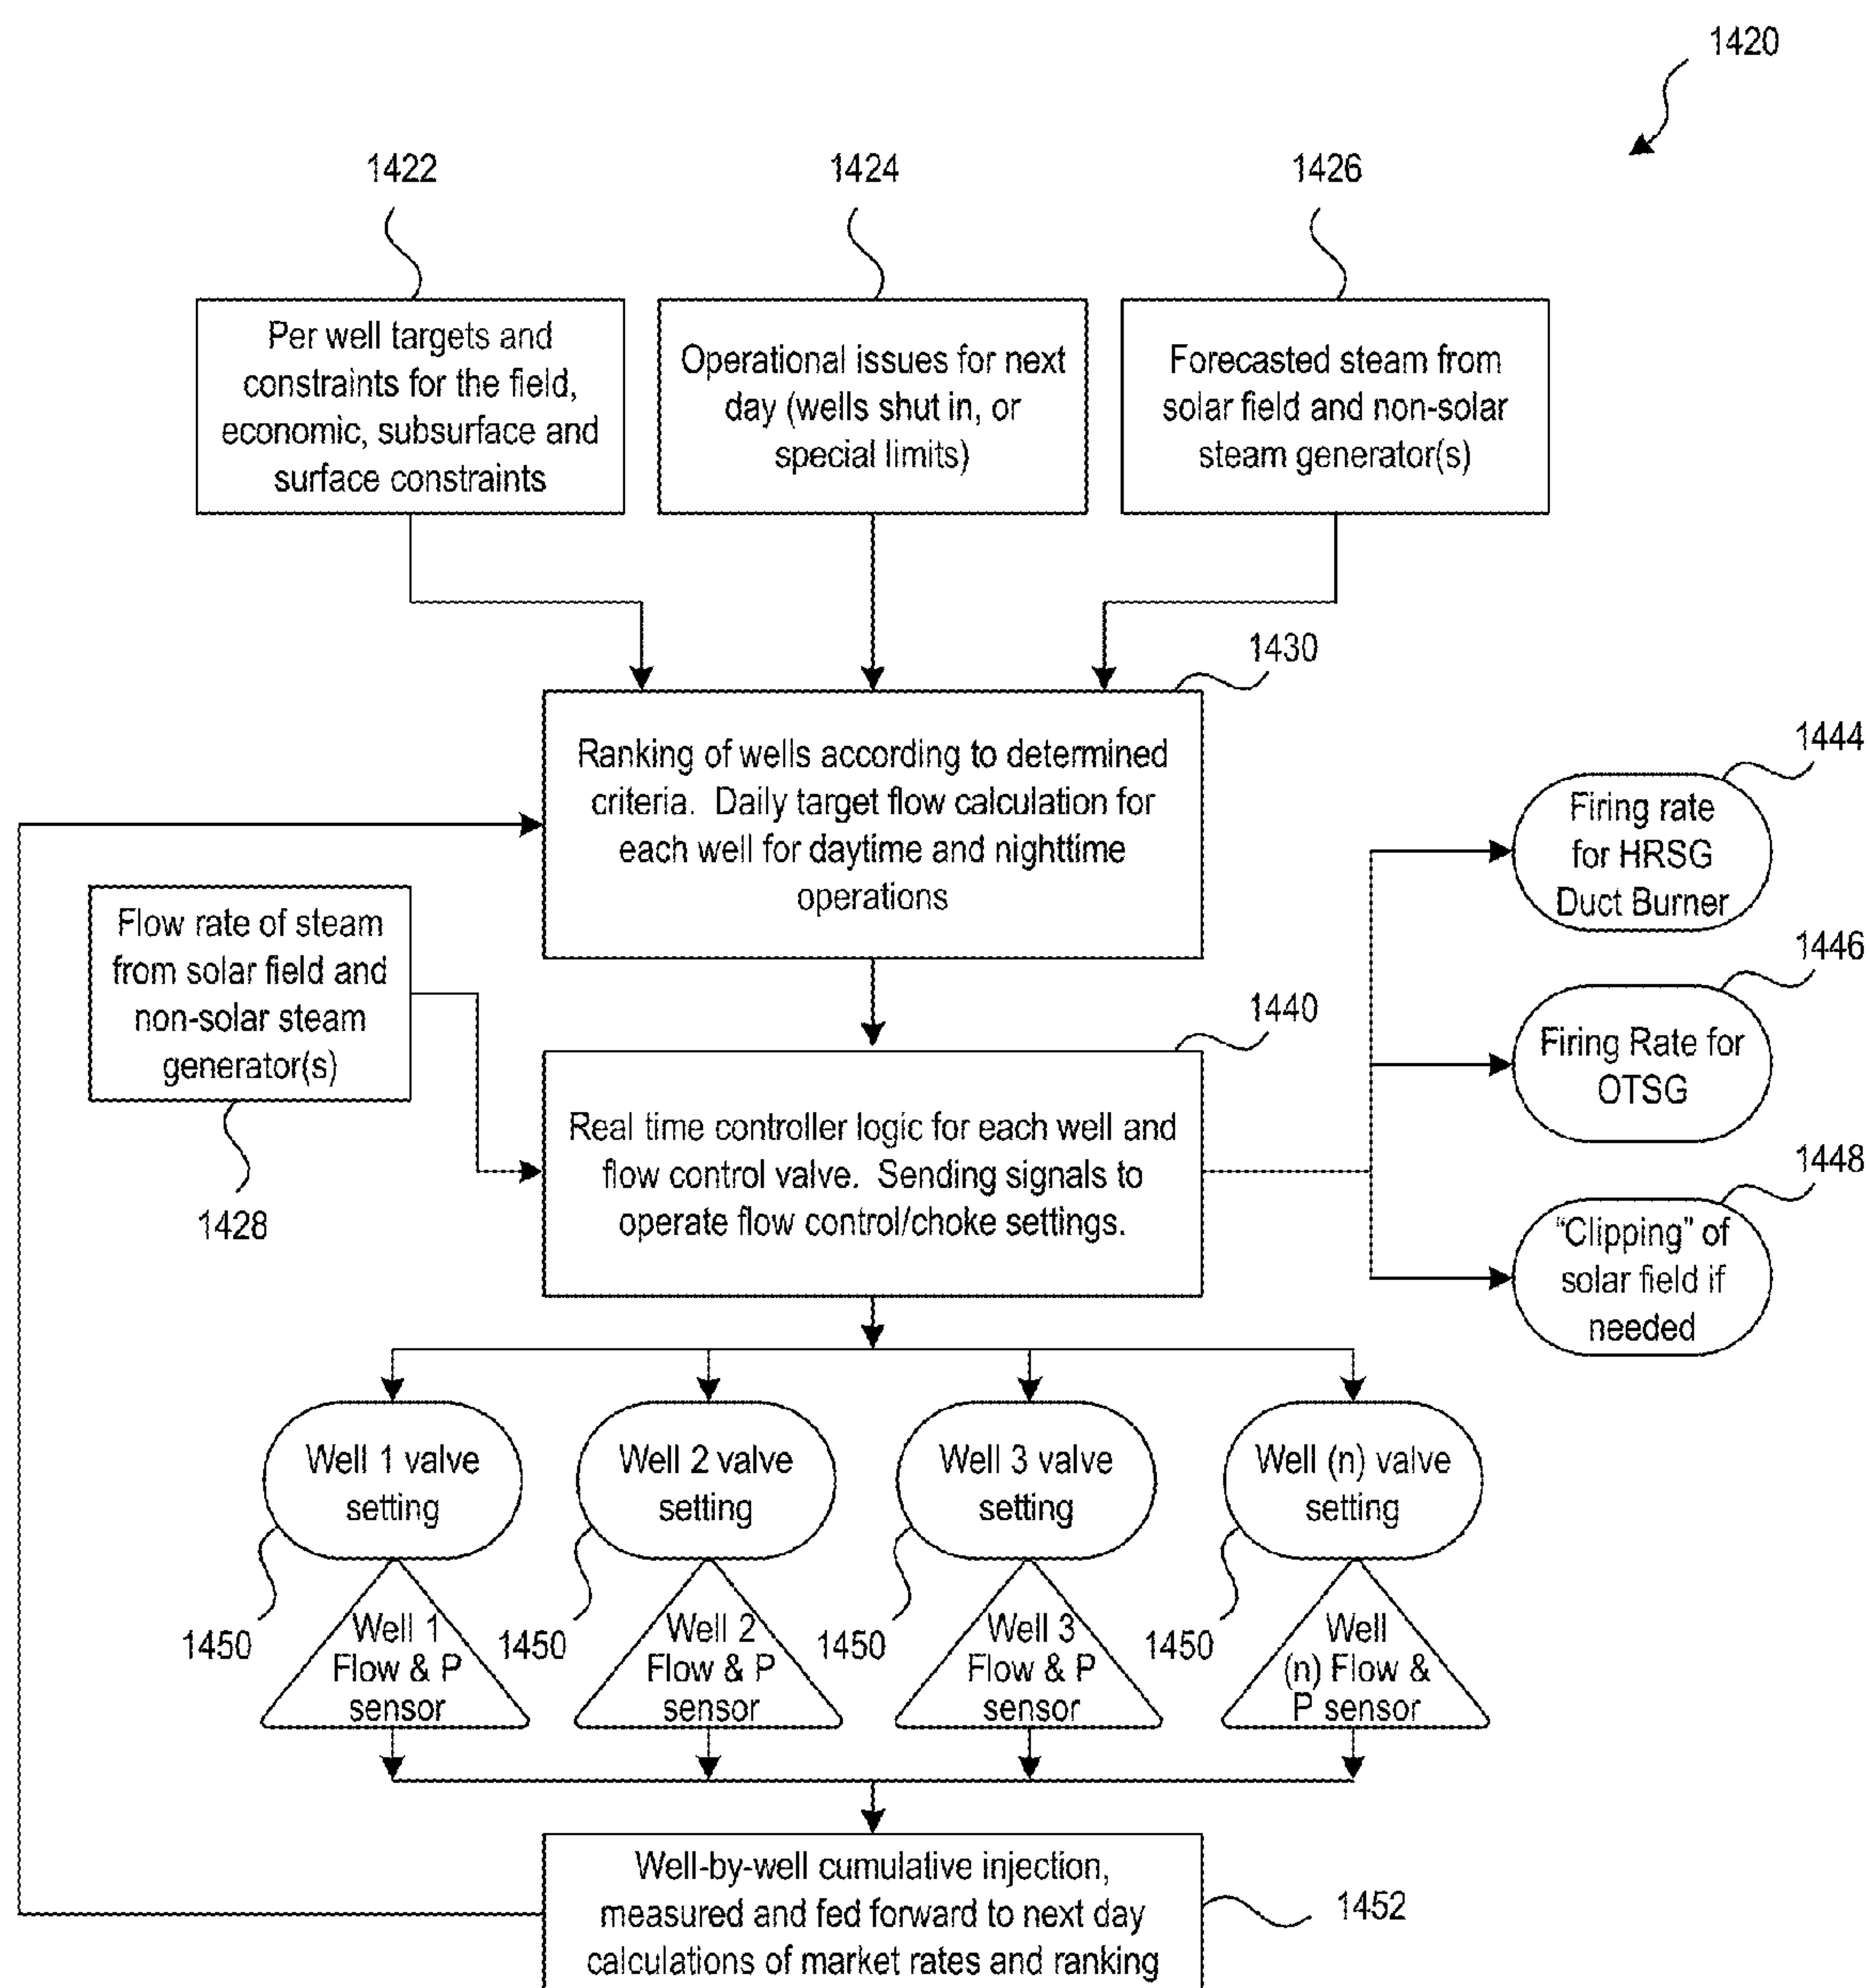 1420
1422
1424
1426
Per well targets and
constraints for the field,
economic, subsurface and
surface constraints
Operational issues for next
day (wells shut in, or
special limits)
Forecasted steam from
solar field and non-solar
steam generator(s)
1430
Ranking of wells according to determined
criteria. Daily target flow calculation for
each well for daytime and nighttime
operations
1444
Firing rate
for HRSG
Duct Burner
Flow rate of steam
from solar field and
non-solar steam
generator(s)
1428
1446
Firing Rate for
OTSG
1440
Real time controller logic for each well and
flow control valve. Sending signals to
operate flow control/choke settings.
1448
"Clipping" of
solar field if
needed
Well 1 valve
setting
Well 2 valve
setting
Well 3 valve
setting
Well (n) valve
setting
1450
1450
1450
1450
Well 1
Flow & P
sensor
Well 2
Flow & P
sensor
Well 3
Flow & P
sensor
Well
(n) Flow &
P sensor
Well-by-well cumulative injection,
measured and fed forward to next day
calculations of market rates and ranking
1452